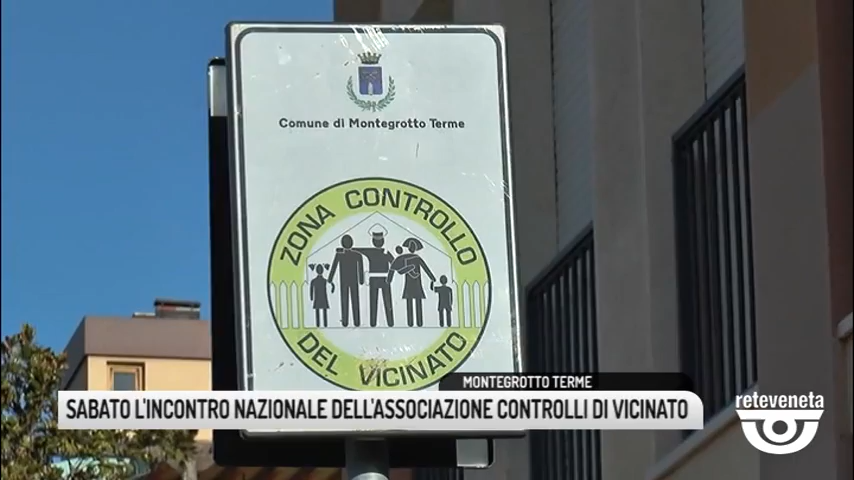 Comune di Montegrotto Terme
ZONA CONTROLLO
DEL VICINATO
MONTEGROTTO TERME
SABATO L'INCONTRO NAZIONALE DELL'ASSOCIAZIONE CONTROLLI DI VICINATO
reteveneta